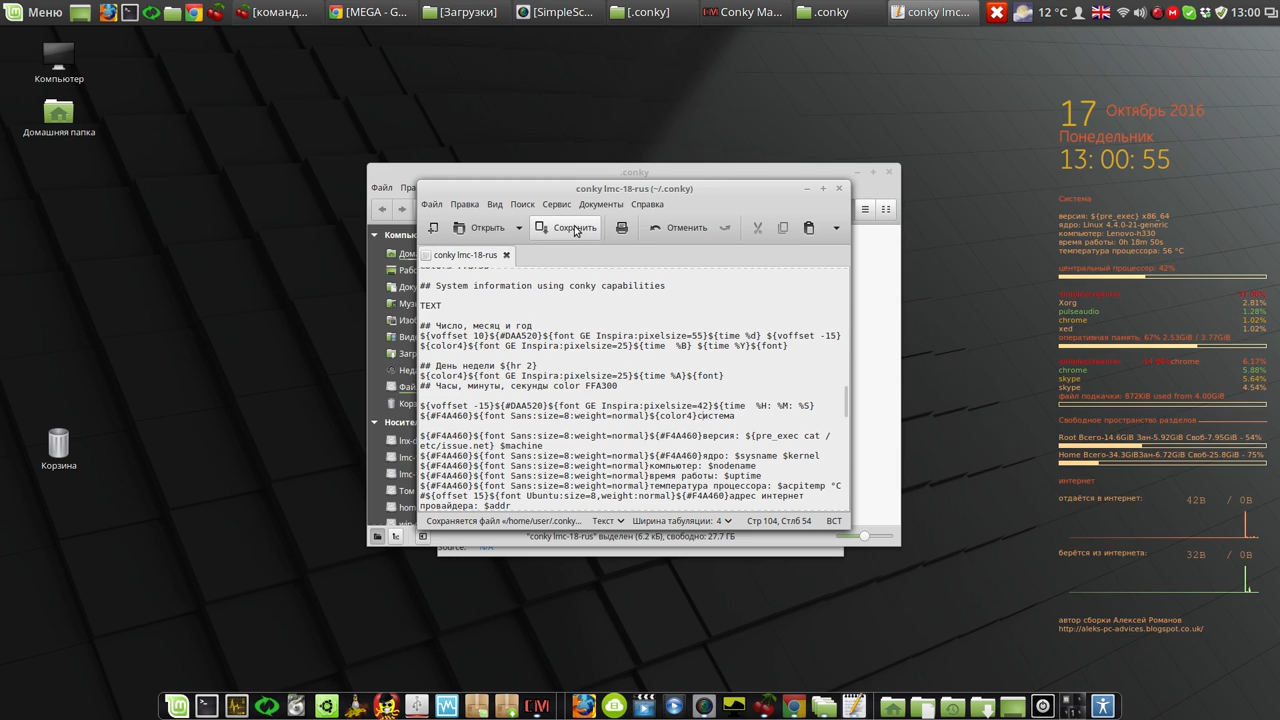 Меню
[команд...
[MEGA - G...
[Загрузки]
[SimpleSc...
[.conky]
Conky Ma...
.conky
conky lmc...
12 °C
13:00
Компьютер
Домашняя папка
Корзина
.conky
Файл
conky lmc-18-rus (~/.conky)
Файл Правка Вид Поиск Сервис Документы Справка
Открыть
Сохранить
Отменить
conky lmc-18-rus
## System information using conky capabilities
TEXT
## Число, месяц и год
${voffset 10}${#DAA520}${font GE Inspira:pixelsize=55}${time %d} ${voffset -15}
${color4}${font GE Inspira:pixelsize=25}${time  %B} ${time %Y}${font}
## День недели ${hr 2}
${color4}${font GE Inspira:pixelsize=25}${time %A}${font}
## Часы, минуты, секунды color FFA300
${voffset -15}${#DAA520}${font GE Inspira:pixelsize=42}${time  %H: %M: %S}
${#F4A460}${font Sans:size=8:weight=normal}${color4}система
${#F4A460}${font Sans:size=8:weight=normal}${#F4A460}версия: ${pre_exec cat /
etc/issue.net} $machine
${#F4A460}${font Sans:size=8:weight=normal}${#F4A460}ядро: $sysname $kernel
${#F4A460}${font Sans:size=8:weight=normal}компьютер: $nodename
${#F4A460}${font Sans:size=8:weight=normal}время работы: $uptime
${#F4A460}${font Sans:size=8:weight=normal}температура процессора: $acpitemp °C
#${offset 15}${font Ubuntu:size=8,weight:normal}${#F4A460}адрес интернет
провайдера: $addr
Сохраняется файл «/home/user/.conky...
Текст
Ширина табуляции: 4
Стр 104, Стлб 54
ВСТ
"conky lmc-18-rus" выделен (6.2 кБ), свободно: 27.7 ГБ
Source: N/A
17 Октябрь 2016
Понедельник
13: 00: 55
Система
версия: ${pre_exec} x86_64
ядро: Linux 4.4.0-21-generic
компьютер: Lenovo-h330
время работы: 0h 18m 50s
температура процессора: 56 °C
центральный процессор: 42%
Xorg 2.81%
pulseaudio 1.28%
chrome 1.02%
xed 1.02%
оперативная память: 67% 2.53GiB / 3.77GiB
chrome 6.17%
chrome 5.88%
skype 5.64%
skype 4.54%
файл подкачки: 872KiB used from 4.00GiB
Свободное пространство разделов
Root Всего-14.6GiB Зан-5.92GiB Своб-7.95GiB - 54%
Home Всего-34.3GiBЗан-6.72GiB Своб-25.8GiB - 75%
интернет
отдаётся в интернет: 42B / 0B
берётся из интернета: 32B / 0B
автор сборки Алексей Романов
http://aleks-pc-advices.blogspot.co.uk/